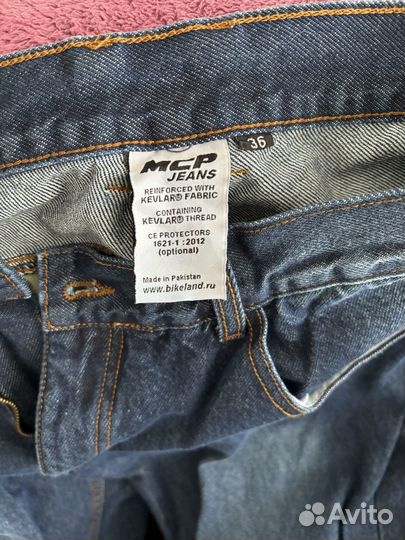 36
MCP
JEANS
REINFORCED WITH
KEVLAR® FABRIC
CONTAINING
KEVLAR® THREAD
CE PROTECTORS
1621-1 :2012
(optional)
Made in Pakistan
www.bikeland.ru
Avito